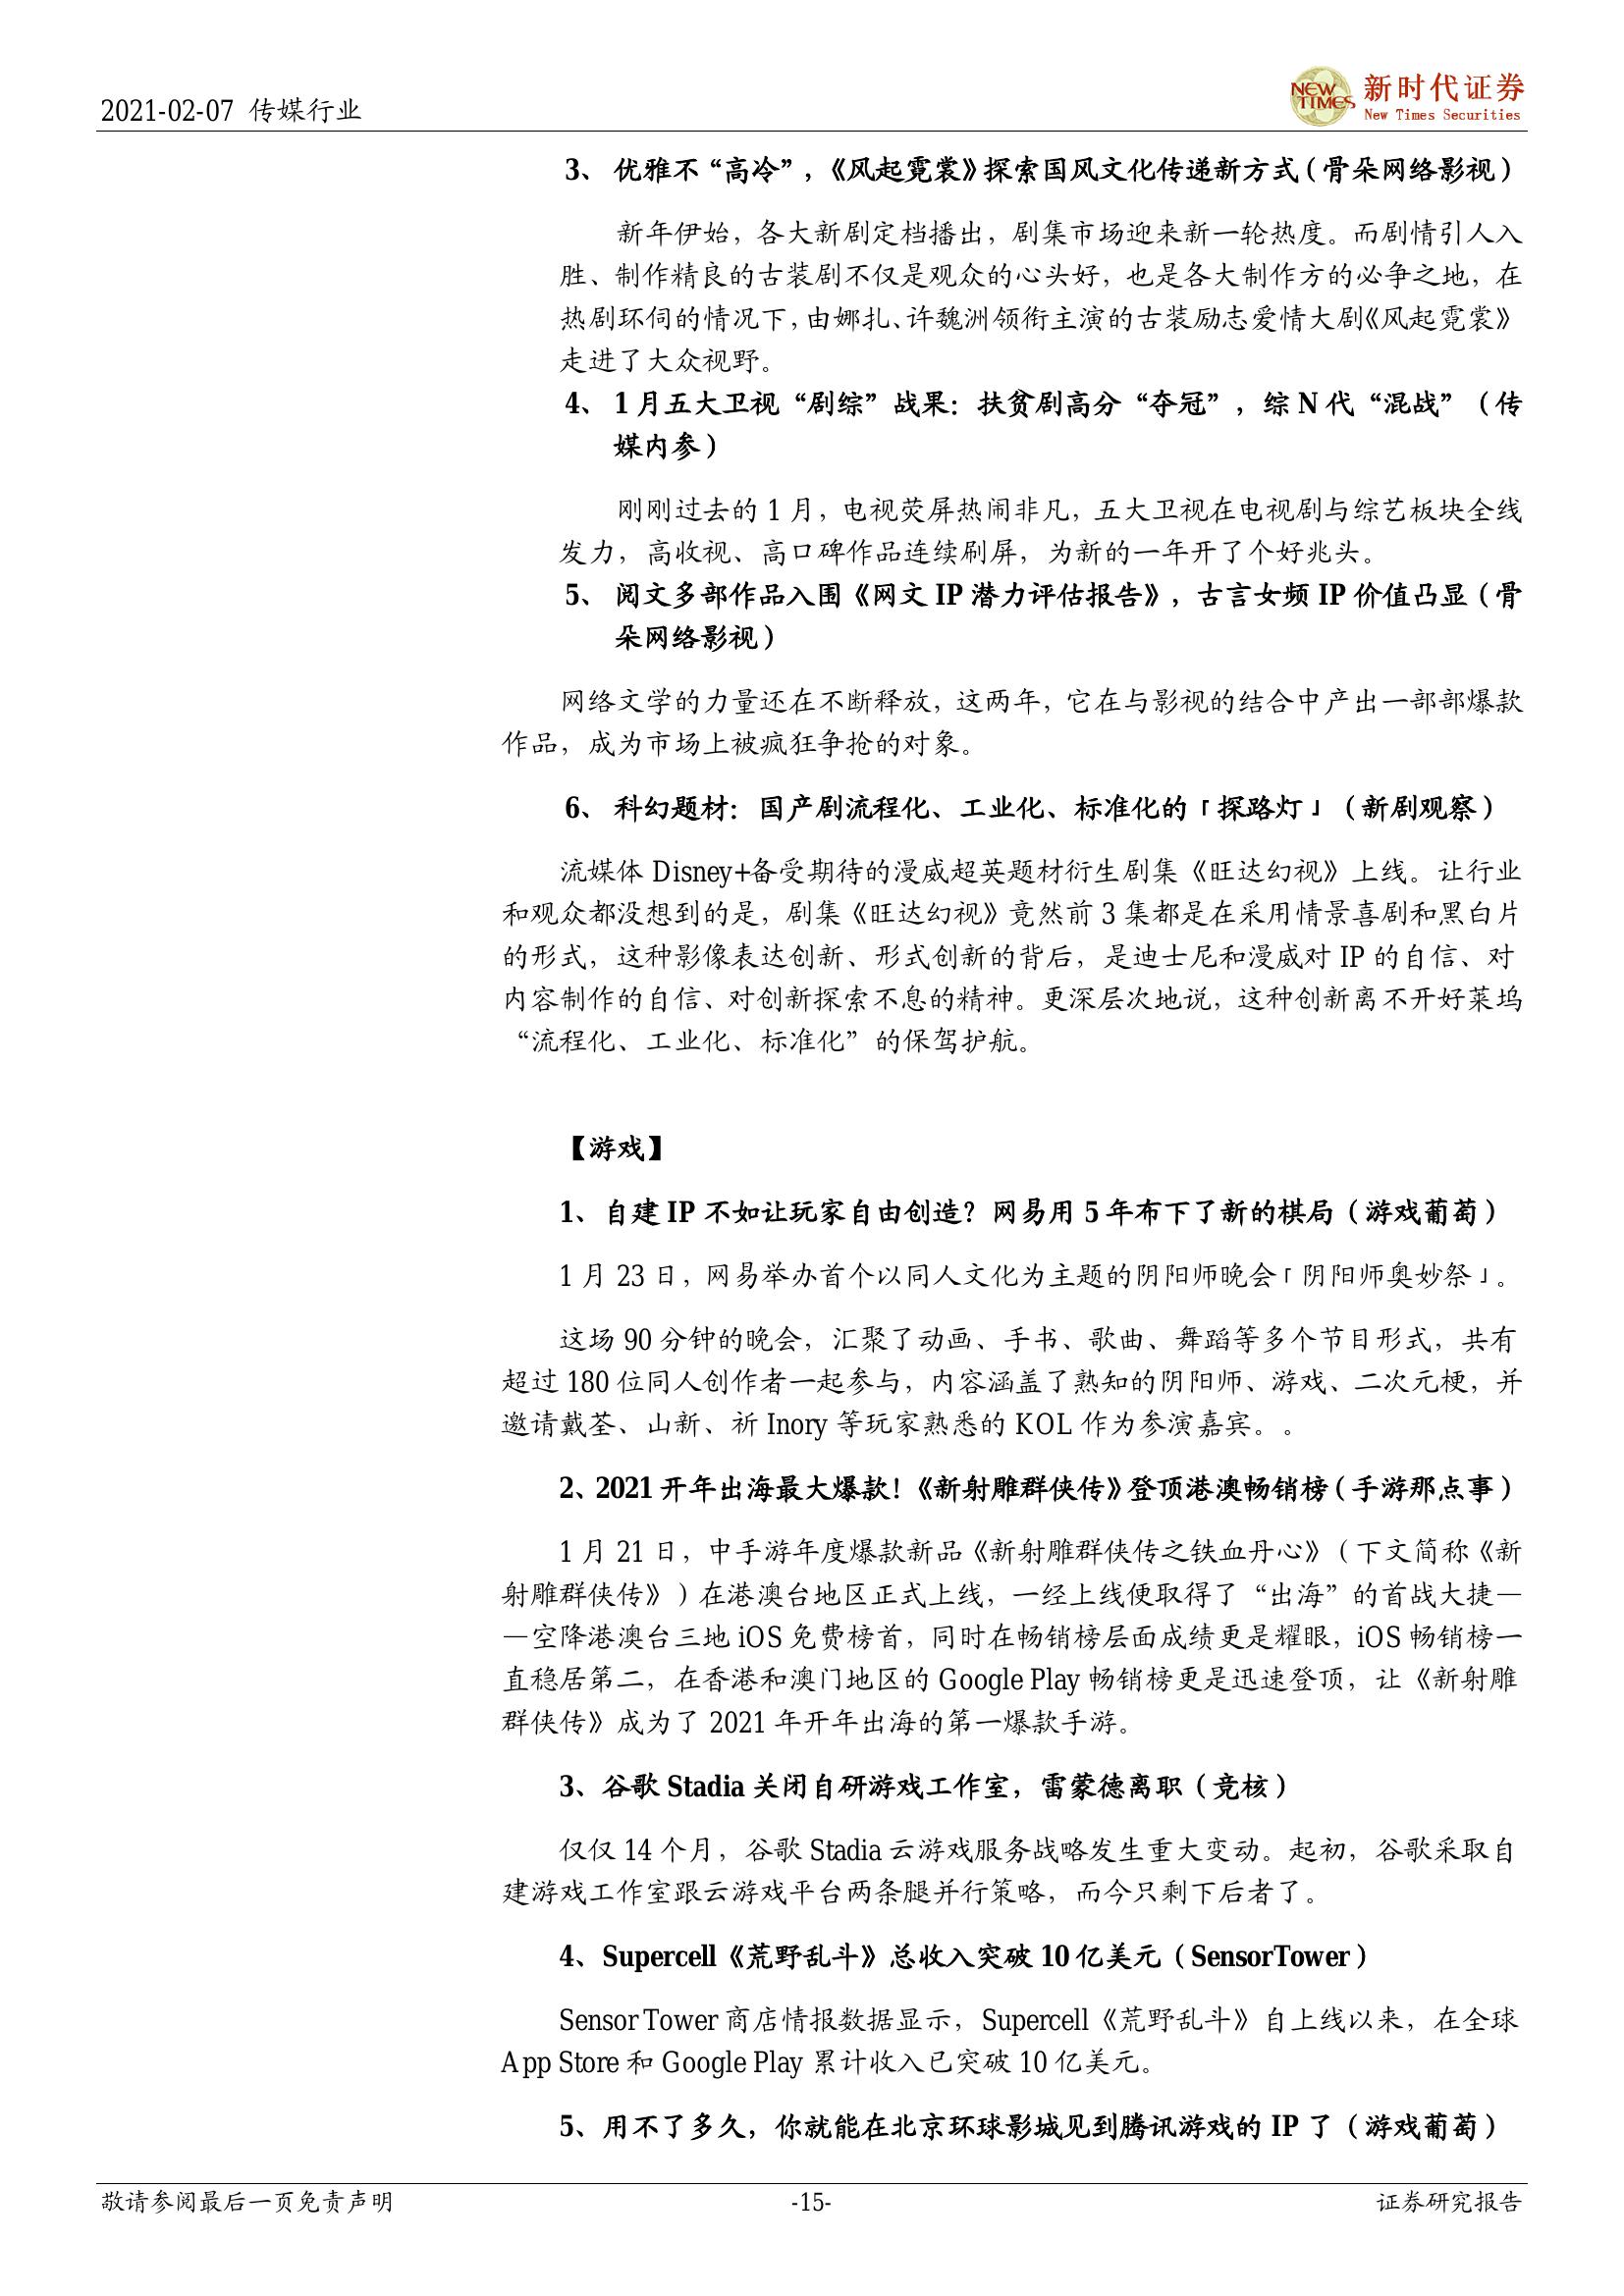 2021-02-07 传媒行业
NEW TIMES 新时代证券
New Times Securities
3、 优雅不“高冷”，《风起霓裳》探索国风文化传递新方式（骨朵网络影视）
新年伊始，各大新剧定档播出，剧集市场迎来新一轮热度。而剧情引人入
胜、制作精良的古装剧不仅是观众的心头好，也是各大制作方的必争之地，在
热剧环伺的情况下，由娜扎、许魏洲领衔主演的古装励志爱情大剧《风起霓裳》
走进了大众视野。
4、 1 月五大卫视“剧综”战果：扶贫剧高分“夺冠”，综 N 代“混战”（传
媒内参）
刚刚过去的 1 月，电视荧屏热闹非凡，五大卫视在电视剧与综艺板块全线
发力，高收视、高口碑作品连续刷屏，为新的一年开了个好兆头。
5、 阅文多部作品入围《网文 IP 潜力评估报告》，古言女频 IP 价值凸显（骨
朵网络影视）
网络文学的力量还在不断释放，这两年，它在与影视的结合中产出一部部爆款
作品，成为市场上被疯狂争抢的对象。
6、 科幻题材：国产剧流程化、工业化、标准化的「探路灯」（新剧观察）
流媒体 Disney+备受期待的漫威超英题材衍生剧集《旺达幻视》上线。让行业
和观众都没想到的是，剧集《旺达幻视》竟然前 3 集都是在采用情景喜剧和黑白片
的形式，这种影像表达创新、形式创新的背后，是迪士尼和漫威对 IP 的自信、对
内容制作的自信、对创新探索不息的精神。更深层次地说，这种创新离不开好莱坞
“流程化、工业化、标准化”的保驾护航。
【游戏】
1、自建 IP 不如让玩家自由创造？网易用 5 年布下了新的棋局（游戏葡萄）
1 月 23 日，网易举办首个以同人文化为主题的阴阳师晚会「阴阳师奥妙祭」。
这场 90 分钟的晚会，汇聚了动画、手书、歌曲、舞蹈等多个节目形式，共有
超过 180 位同人创作者一起参与，内容涵盖了熟知的阴阳师、游戏、二次元梗，并
邀请戴荃、山新、祈 Inory 等玩家熟悉的 KOL 作为参演嘉宾。。
2、2021 开年出海最大爆款！《新射雕群侠传》登顶港澳畅销榜（手游那点事）
1 月 21 日，中手游年度爆款新品《新射雕群侠传之铁血丹心》（下文简称《新
射雕群侠传》）在港澳台地区正式上线，一经上线便取得了“出海”的首战大捷—
—空降港澳台三地 iOS 免费榜首，同时在畅销榜层面成绩更是耀眼，iOS 畅销榜一
直稳居第二，在香港和澳门地区的 Google Play 畅销榜更是迅速登顶，让《新射雕
群侠传》成为了 2021 年开年出海的第一爆款手游。
3、谷歌 Stadia 关闭自研游戏工作室，雷蒙德离职（竞核）
仅仅 14 个月，谷歌 Stadia 云游戏服务战略发生重大变动。起初，谷歌采取自
建游戏工作室跟云游戏平台两条腿并行策略，而今只剩下后者了。
4、Supercell《荒野乱斗》总收入突破 10 亿美元（SensorTower）
Sensor Tower 商店情报数据显示，Supercell《荒野乱斗》自上线以来，在全球
App Store 和 Google Play 累计收入已突破 10 亿美元。
5、用不了多久，你就能在北京环球影城见到腾讯游戏的 IP 了（游戏葡萄）
敬请参阅最后一页免责声明 -15- 证券研究报告